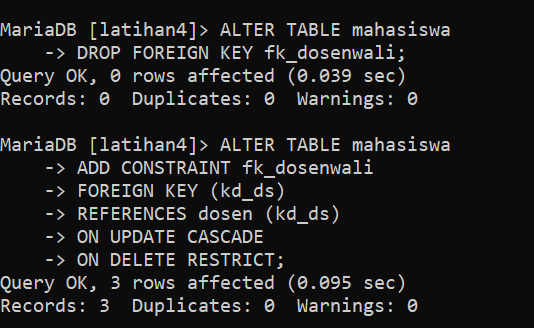 MariaDB [latihan4]> ALTER TABLE mahasiswa
    -> DROP FOREIGN KEY fk_dosenwali;
Query OK, 0 rows affected (0.039 sec)
Records: 0  Duplicates: 0  Warnings: 0

MariaDB [latihan4]> ALTER TABLE mahasiswa
    -> ADD CONSTRAINT fk_dosenwali
    -> FOREIGN KEY (kd_ds)
    -> REFERENCES dosen (kd_ds)
    -> ON UPDATE CASCADE
    -> ON DELETE RESTRICT;
Query OK, 3 rows affected (0.095 sec)
Records: 3  Duplicates: 0  Warnings: 0